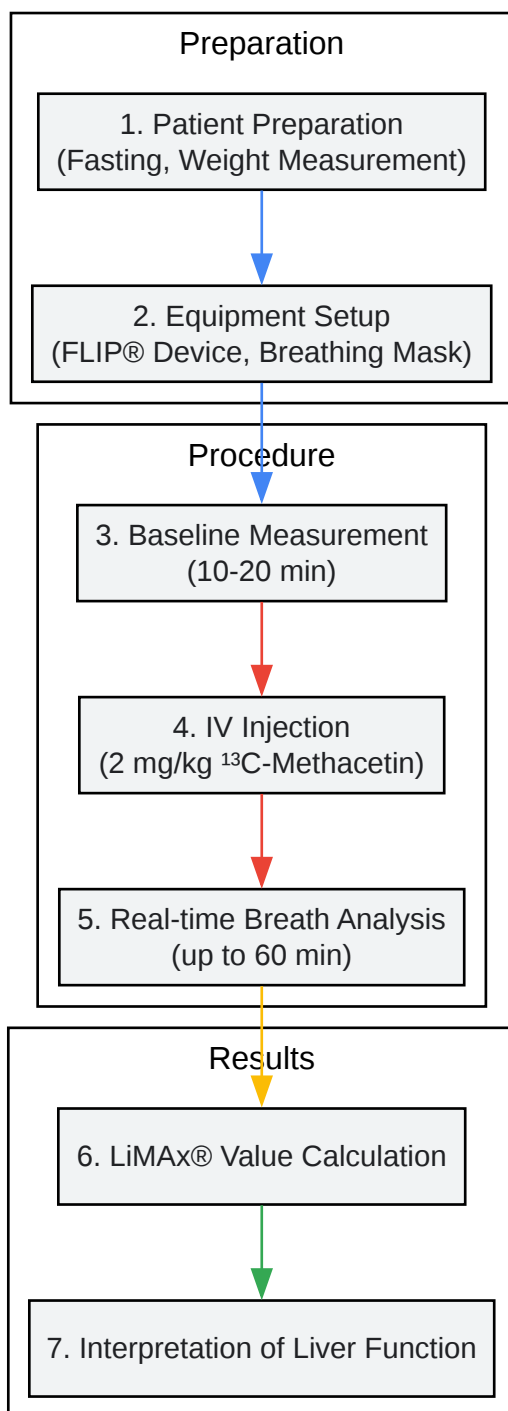 Preparation
1. Patient Preparation
(Fasting, Weight Measurement)
2. Equipment Setup
(FLIP® Device, Breathing Mask)
Procedure
3. Baseline Measurement
(10-20 min)
4. IV Injection
(2 mg/kg ¹³C-Methacetin)
5. Real-time Breath Analysis
(up to 60 min)
Results
6. LiMAx® Value Calculation
7. Interpretation of Liver Function